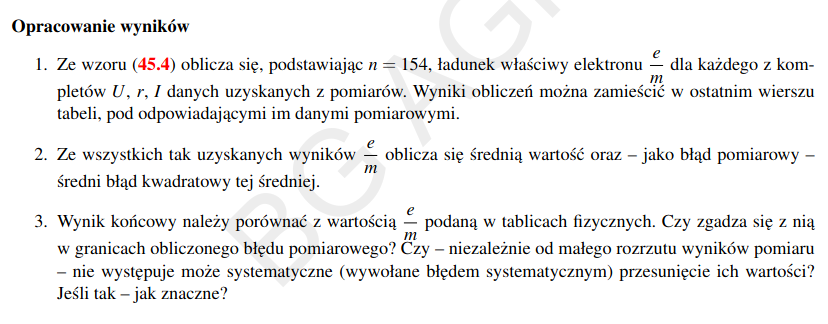 Opracowanie wyników
1. Ze wzoru (45.4) oblicza się, podstawiając n = 154, ładunek właściwy elektronu e/m dla każdego z kom-
pletów U, r, I danych uzyskanych z pomiarów. Wyniki obliczeń można zamieścić w ostatnim wierszu
tabeli, pod odpowiadającymi im danymi pomiarowymi.
2. Ze wszystkich tak uzyskanych wyników e/m oblicza się średnią wartość oraz – jako błąd pomiarowy –
średni błąd kwadratowy tej średniej.
3. Wynik końcowy należy porównać z wartością e/m podaną w tablicach fizycznych. Czy zgadza się z nią
w granicach obliczonego błędu pomiarowego? Czy – niezależnie od małego rozrzutu wyników pomiaru
– nie występuje może systematyczne (wywołane błędem systematycznym) przesunięcie ich wartości?
Jeśli tak – jak znaczne?
BG AG